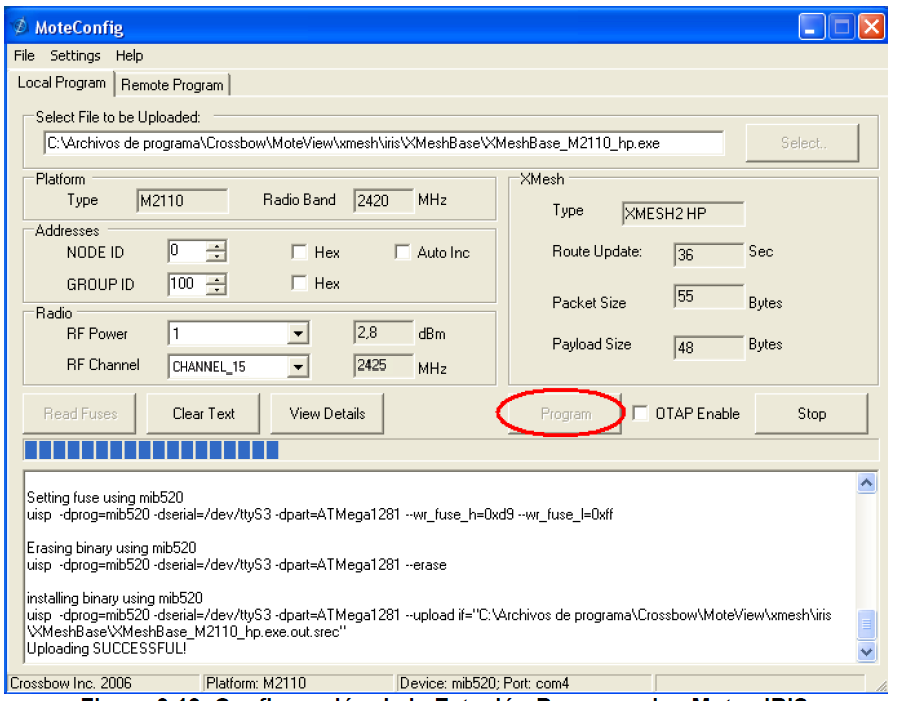 MoteConfig
File Settings Help
Local Program Remote Program
Select File to be Uploaded:
C:\Archivos de programa\Crossbow\MoteView\xmesh\iris\XMeshBase\XMeshBase_M2110_hp.exe Select..
Platform
Type M2110 Radio Band 2420 MHz
Addresses
NODE ID 0 Hex Auto Inc
GROUP ID 100 Hex
Radio
RF Power 1 2,8 dBm
RF Channel CHANNEL_15 2425 MHz
XMesh
Type XMESH2 HP
Route Update: 36 Sec
Packet Size 55 Bytes
Payload Size 48 Bytes
Read Fuses Clear Text View Details Program OTAP Enable Stop
Setting fuse using mib520
uisp -dprog=mib520 -dserial=/dev/ttyS3 -dpart=ATMega1281 --wr_fuse_h=0xd9 --wr_fuse_l=0xff
Erasing binary using mib520
uisp -dprog=mib520 -dserial=/dev/ttyS3 -dpart=ATMega1281 --erase
installing binary using mib520
uisp -dprog=mib520 -dserial=/dev/ttyS3 -dpart=ATMega1281 --upload if="C:\Archivos de programa\Crossbow\MoteView\xmesh\iris
\XMeshBase\XMeshBase_M2110_hp.exe.out.srec"
Uploading SUCCESSFUL!
Crossbow Inc. 2006 Platform: M2110 Device: mib520; Port: com4